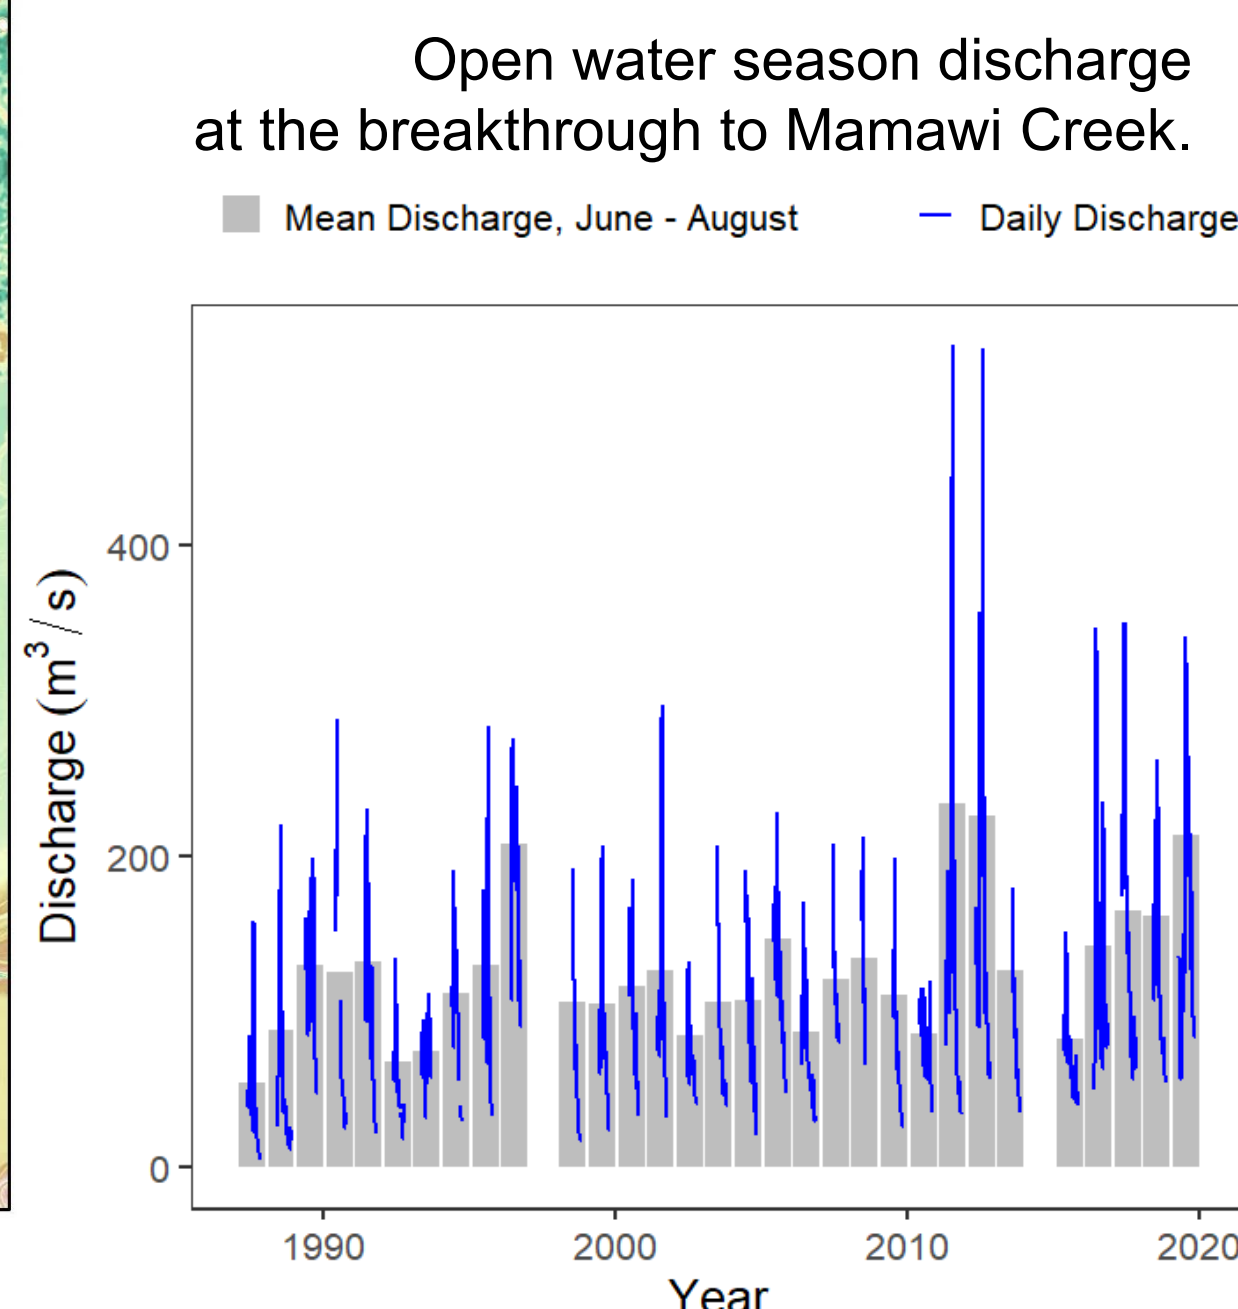 Open water season discharge
at the breakthrough to Mamawi Creek.
Mean Discharge, June - August
Daily Discharge
Discharge (m³/s)
400
200
0
1990
2000
2010
2020
Year